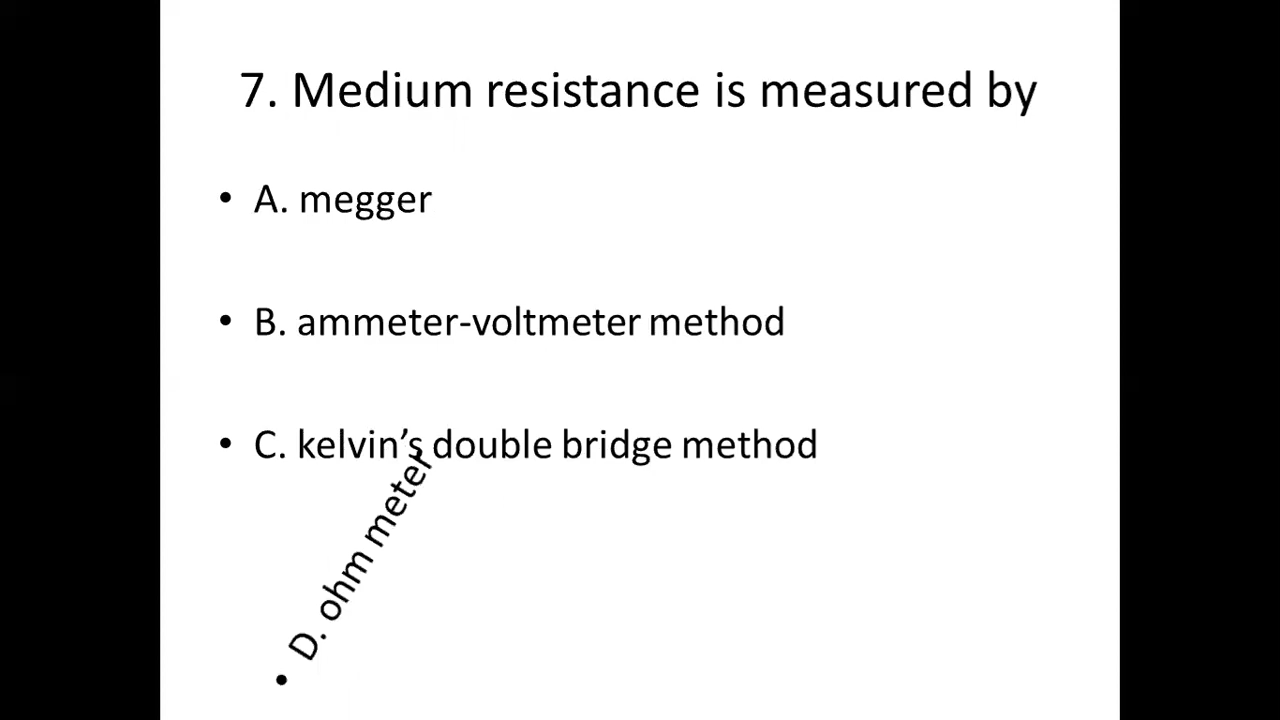 7. Medium resistance is measured by
• A. megger
• B. ammeter-voltmeter method
• C. kelvin’s double bridge method
• D. ohm meter